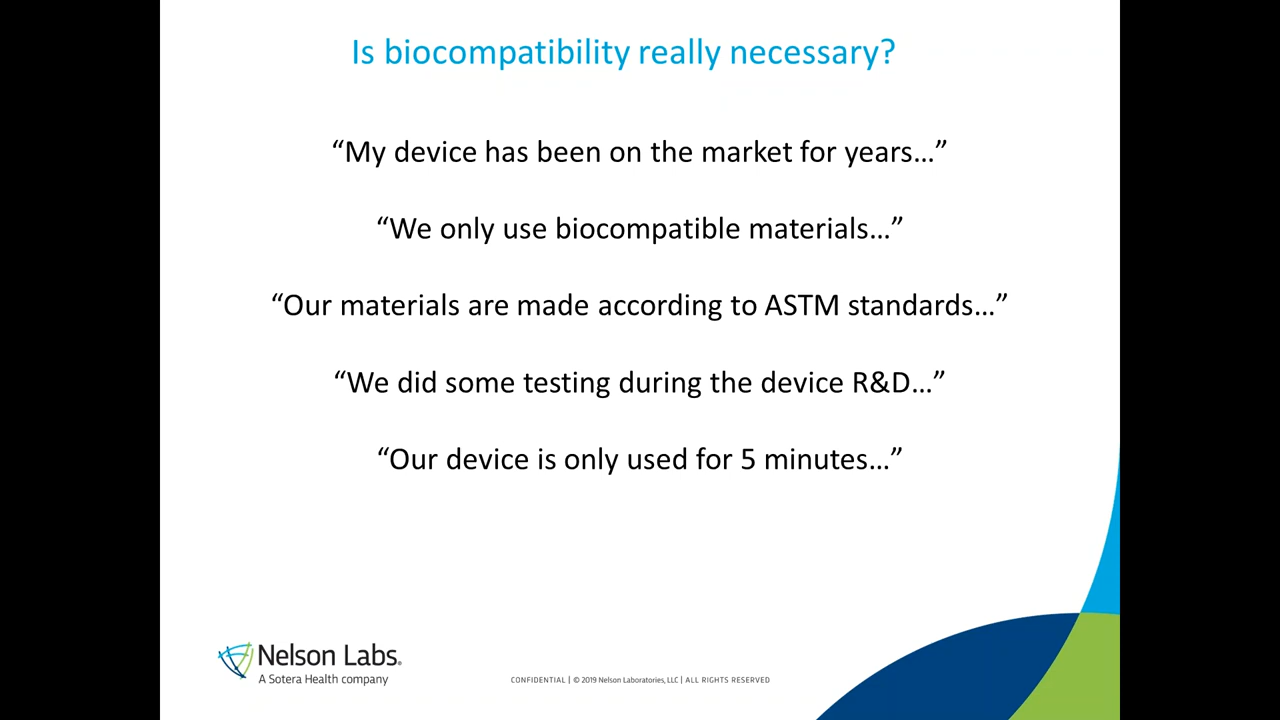 Is biocompatibility really necessary?
“My device has been on the market for years…”
“We only use biocompatible materials…”
“Our materials are made according to ASTM standards…”
“We did some testing during the device R&D…”
“Our device is only used for 5 minutes…”
Nelson Labs.
A Sotera Health company
CONFIDENTIAL | © 2019 Nelson Laboratories, LLC | ALL RIGHTS RESERVED